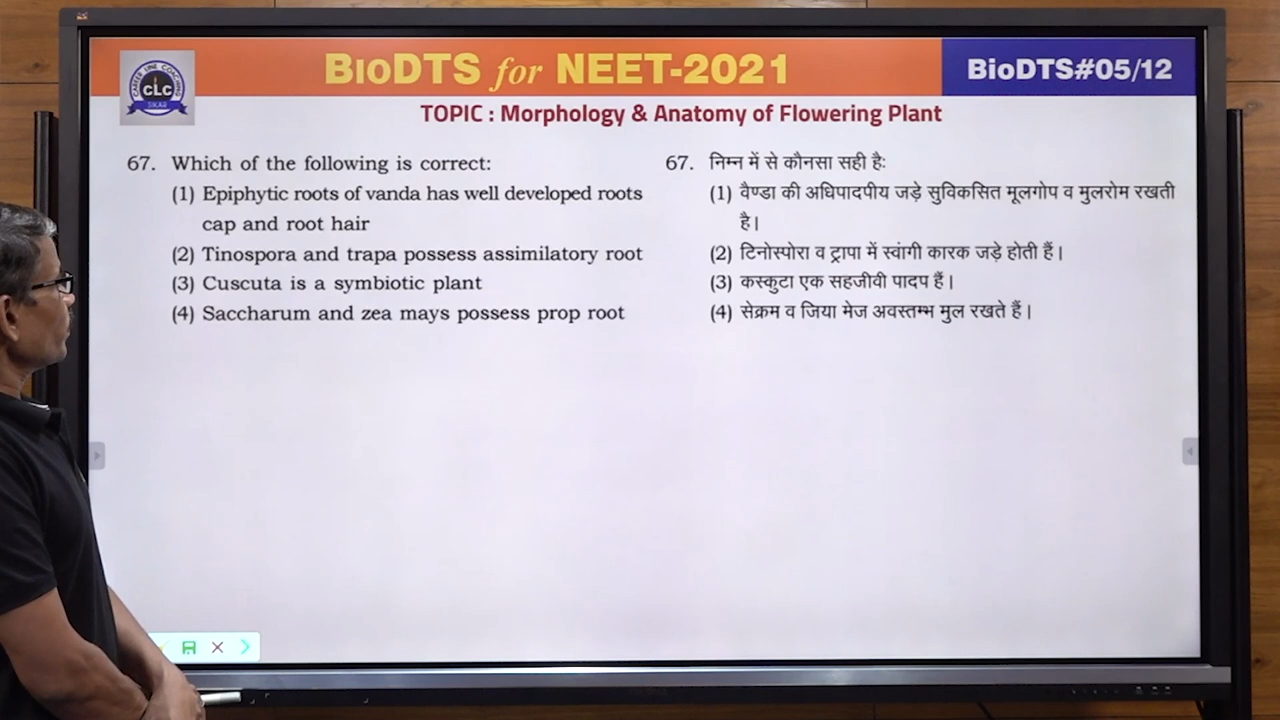 CAREER LINE COACHING
CLC
SIKAR
BIODTS for NEET-2021
BioDTS#05/12
TOPIC : Morphology & Anatomy of Flowering Plant
67. Which of the following is correct:
(1) Epiphytic roots of vanda has well developed roots
cap and root hair
(2) Tinospora and trapa possess assimilatory root
(3) Cuscuta is a symbiotic plant
(4) Saccharum and zea mays possess prop root
67. निम्न में से कौनसा सही है:
(1) वैण्डा की अधिपादपीय जड़े सुविकसित मूलगोप व मुलरोम रखती
है।
(2) टिनोस्पोरा व ट्रापा में स्वांगी कारक जड़े होती हैं।
(3) कस्कुटा एक सहजीवी पादप हैं।
(4) सेक्रम व जिया मेज अवस्तम्भ मुल रखते हैं।